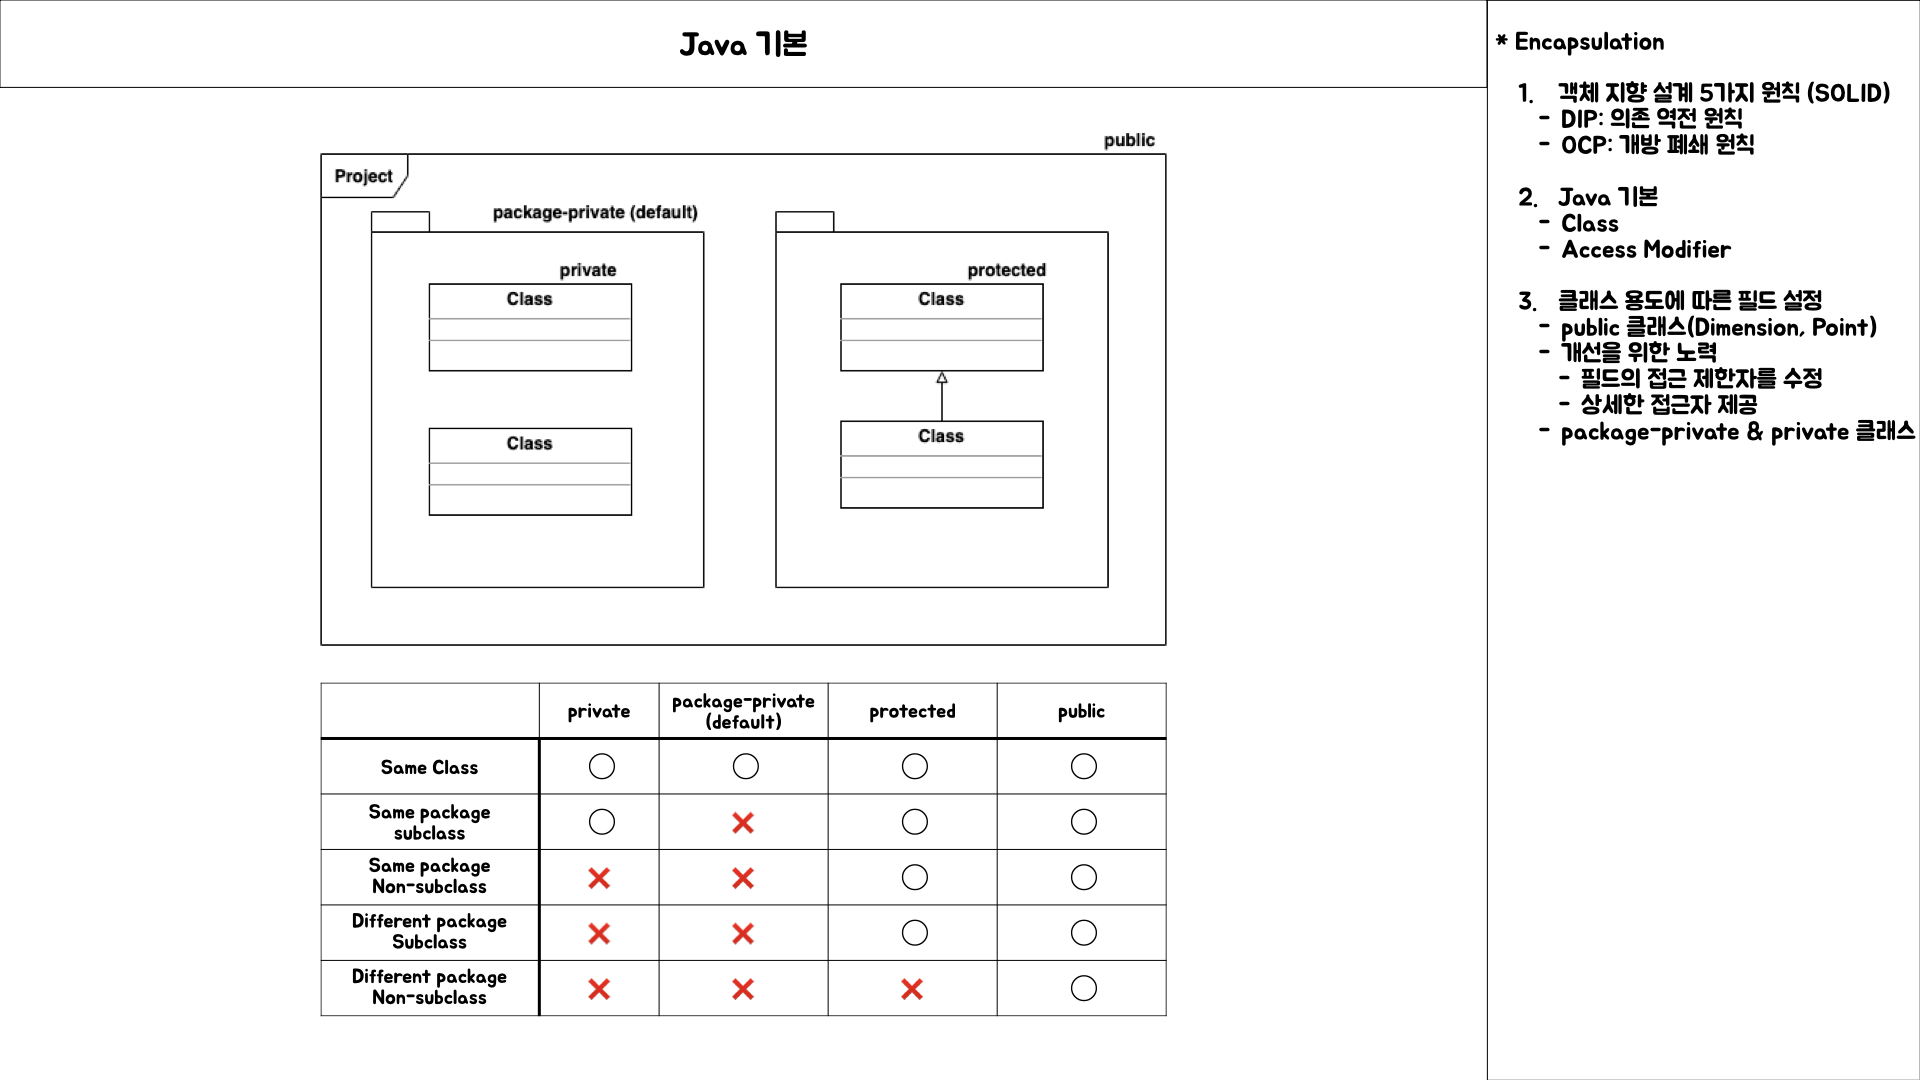 Java 기본
public
Project
package-private (default)
private
protected
Class
Class
Class
Class
private
package-private
(default)
protected
public
Same Class
○ ○ ○ ○
Same package
subclass
○ ❌ ○ ○
Same package
Non-subclass
❌ ❌ ○ ○
Different package
Subclass
❌ ❌ ○ ○
Different package
Non-subclass
❌ ❌ ❌ ○
* Encapsulation
1. 객체 지향 설계 5가지 원칙 (SOLID)
- DIP: 의존 역전 원칙
- OCP: 개방 폐쇄 원칙
2. Java 기본
- Class
- Access Modifier
3. 클래스 용도에 따른 필드 설정
- public 클래스(Dimension, Point)
- 개선을 위한 노력
- 필드의 접근 제한자를 수정
- 상세한 접근자 제공
- package-private & private 클래스